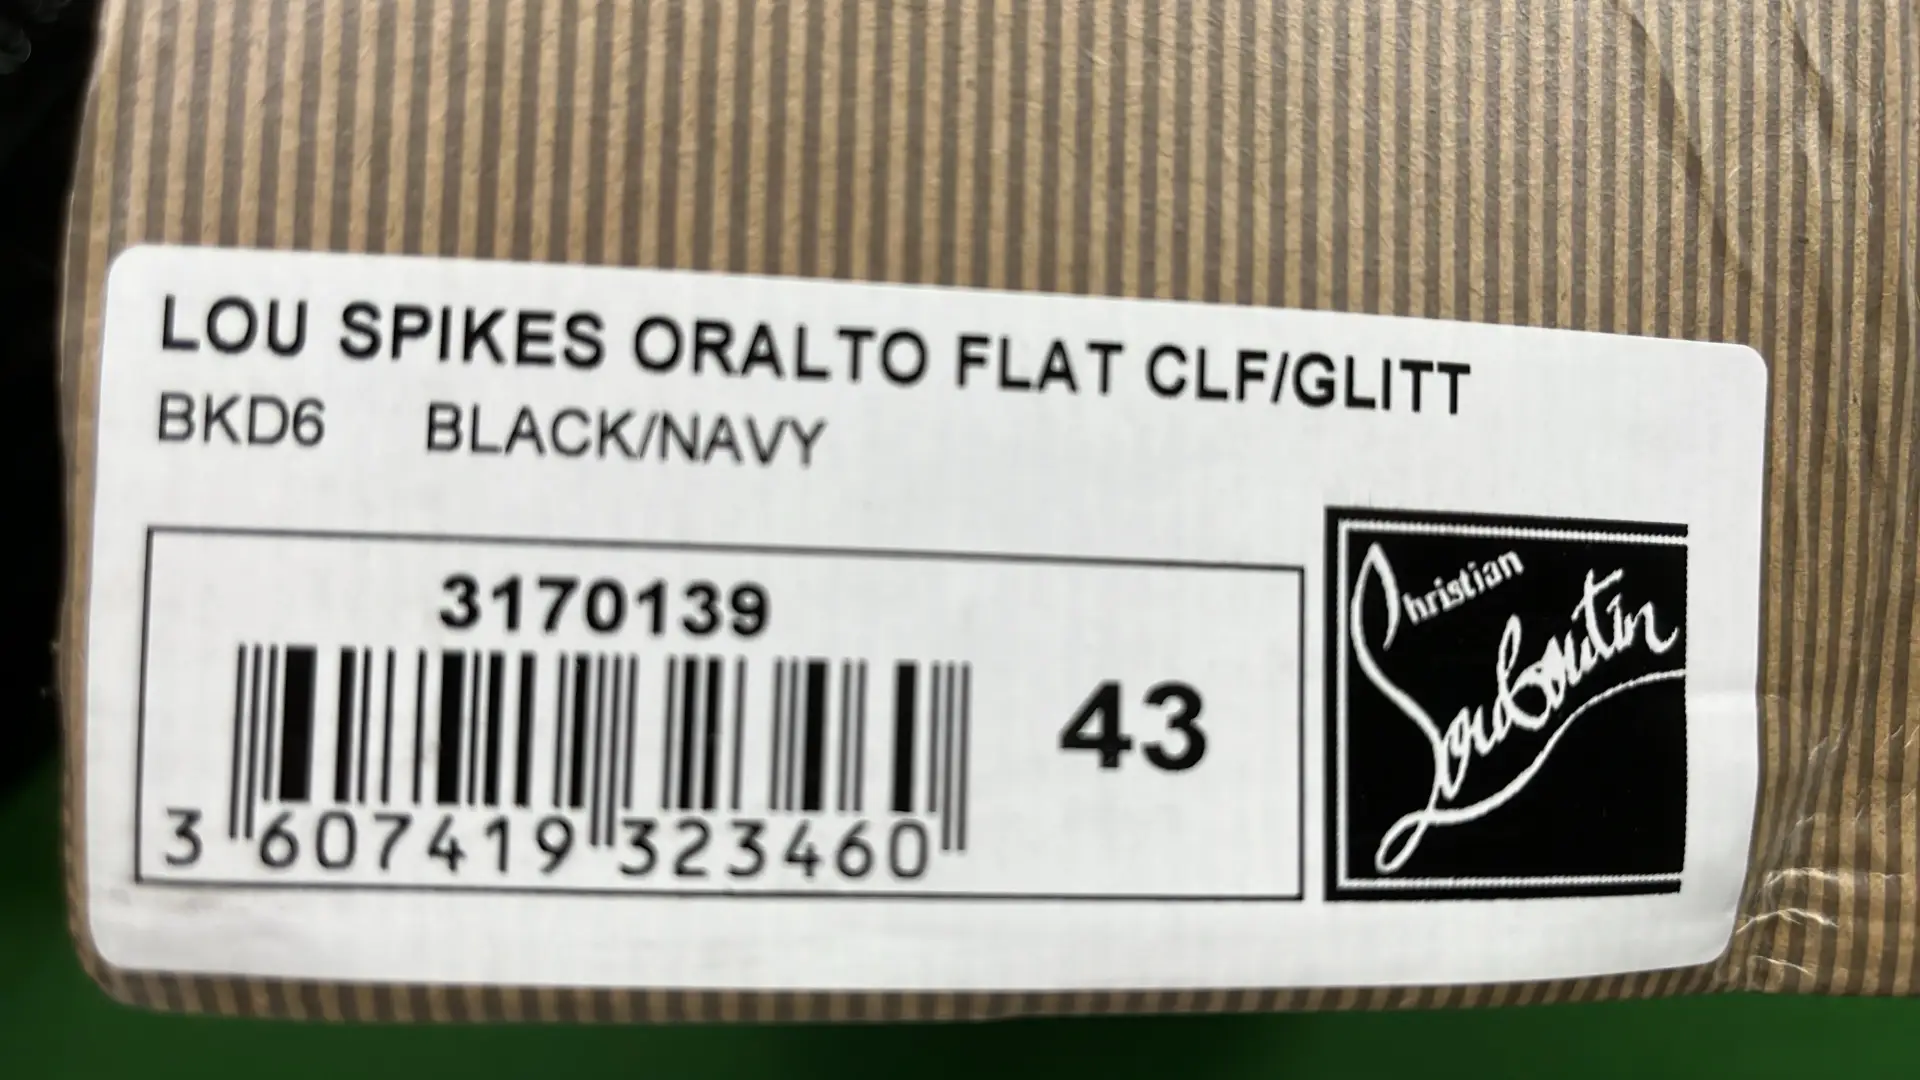 LOU SPIKES ORALTO FLAT CLF/GLITT
BKD6 BLACK/NAVY
3170139
43
3 607419 323460
Christian
Louboutin